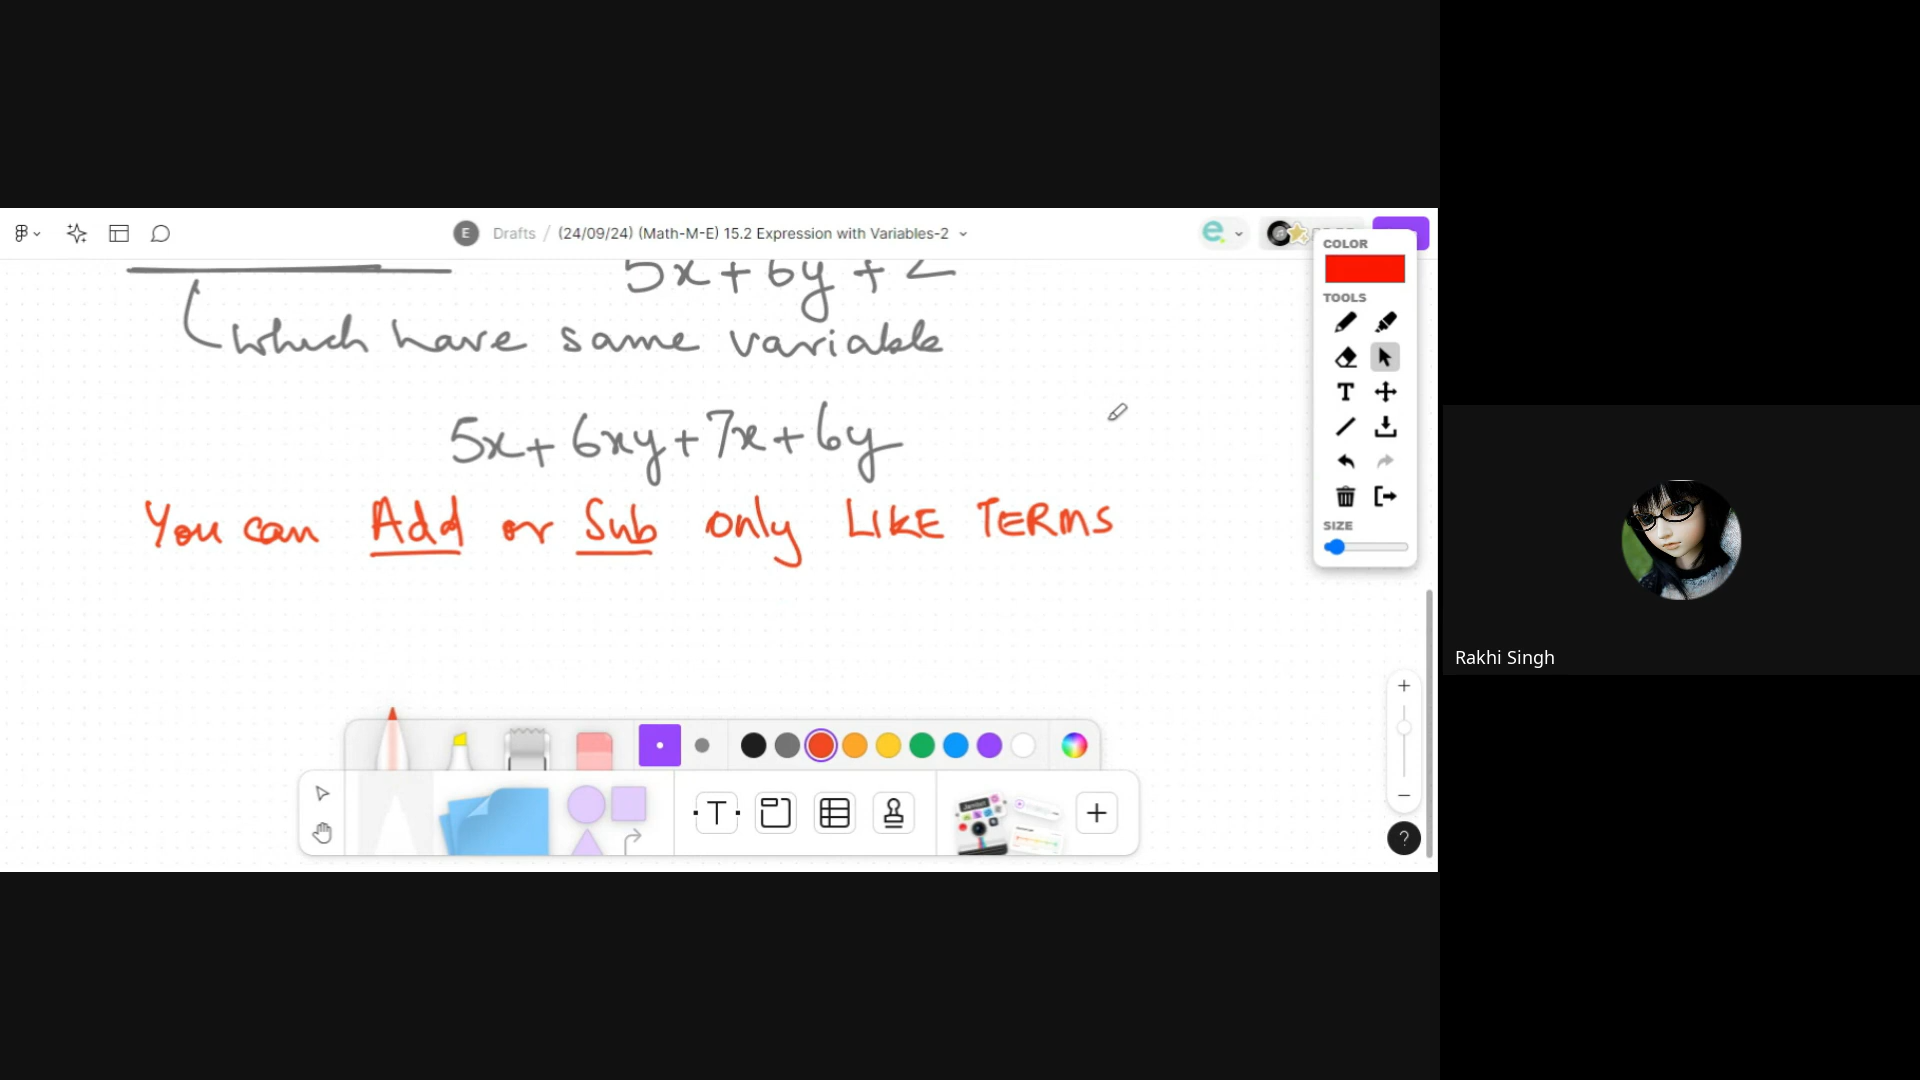 E Drafts / (24/09/24) (Math-M-E) 15.2 Expression with Variables-2
COLOR
5x+6y+2
TOOLS
which have same variable
5x+6xy+7x+6y
T
You can Add or Sub only LIKE TERMS
SIZE
Rakhi Singh
T
?